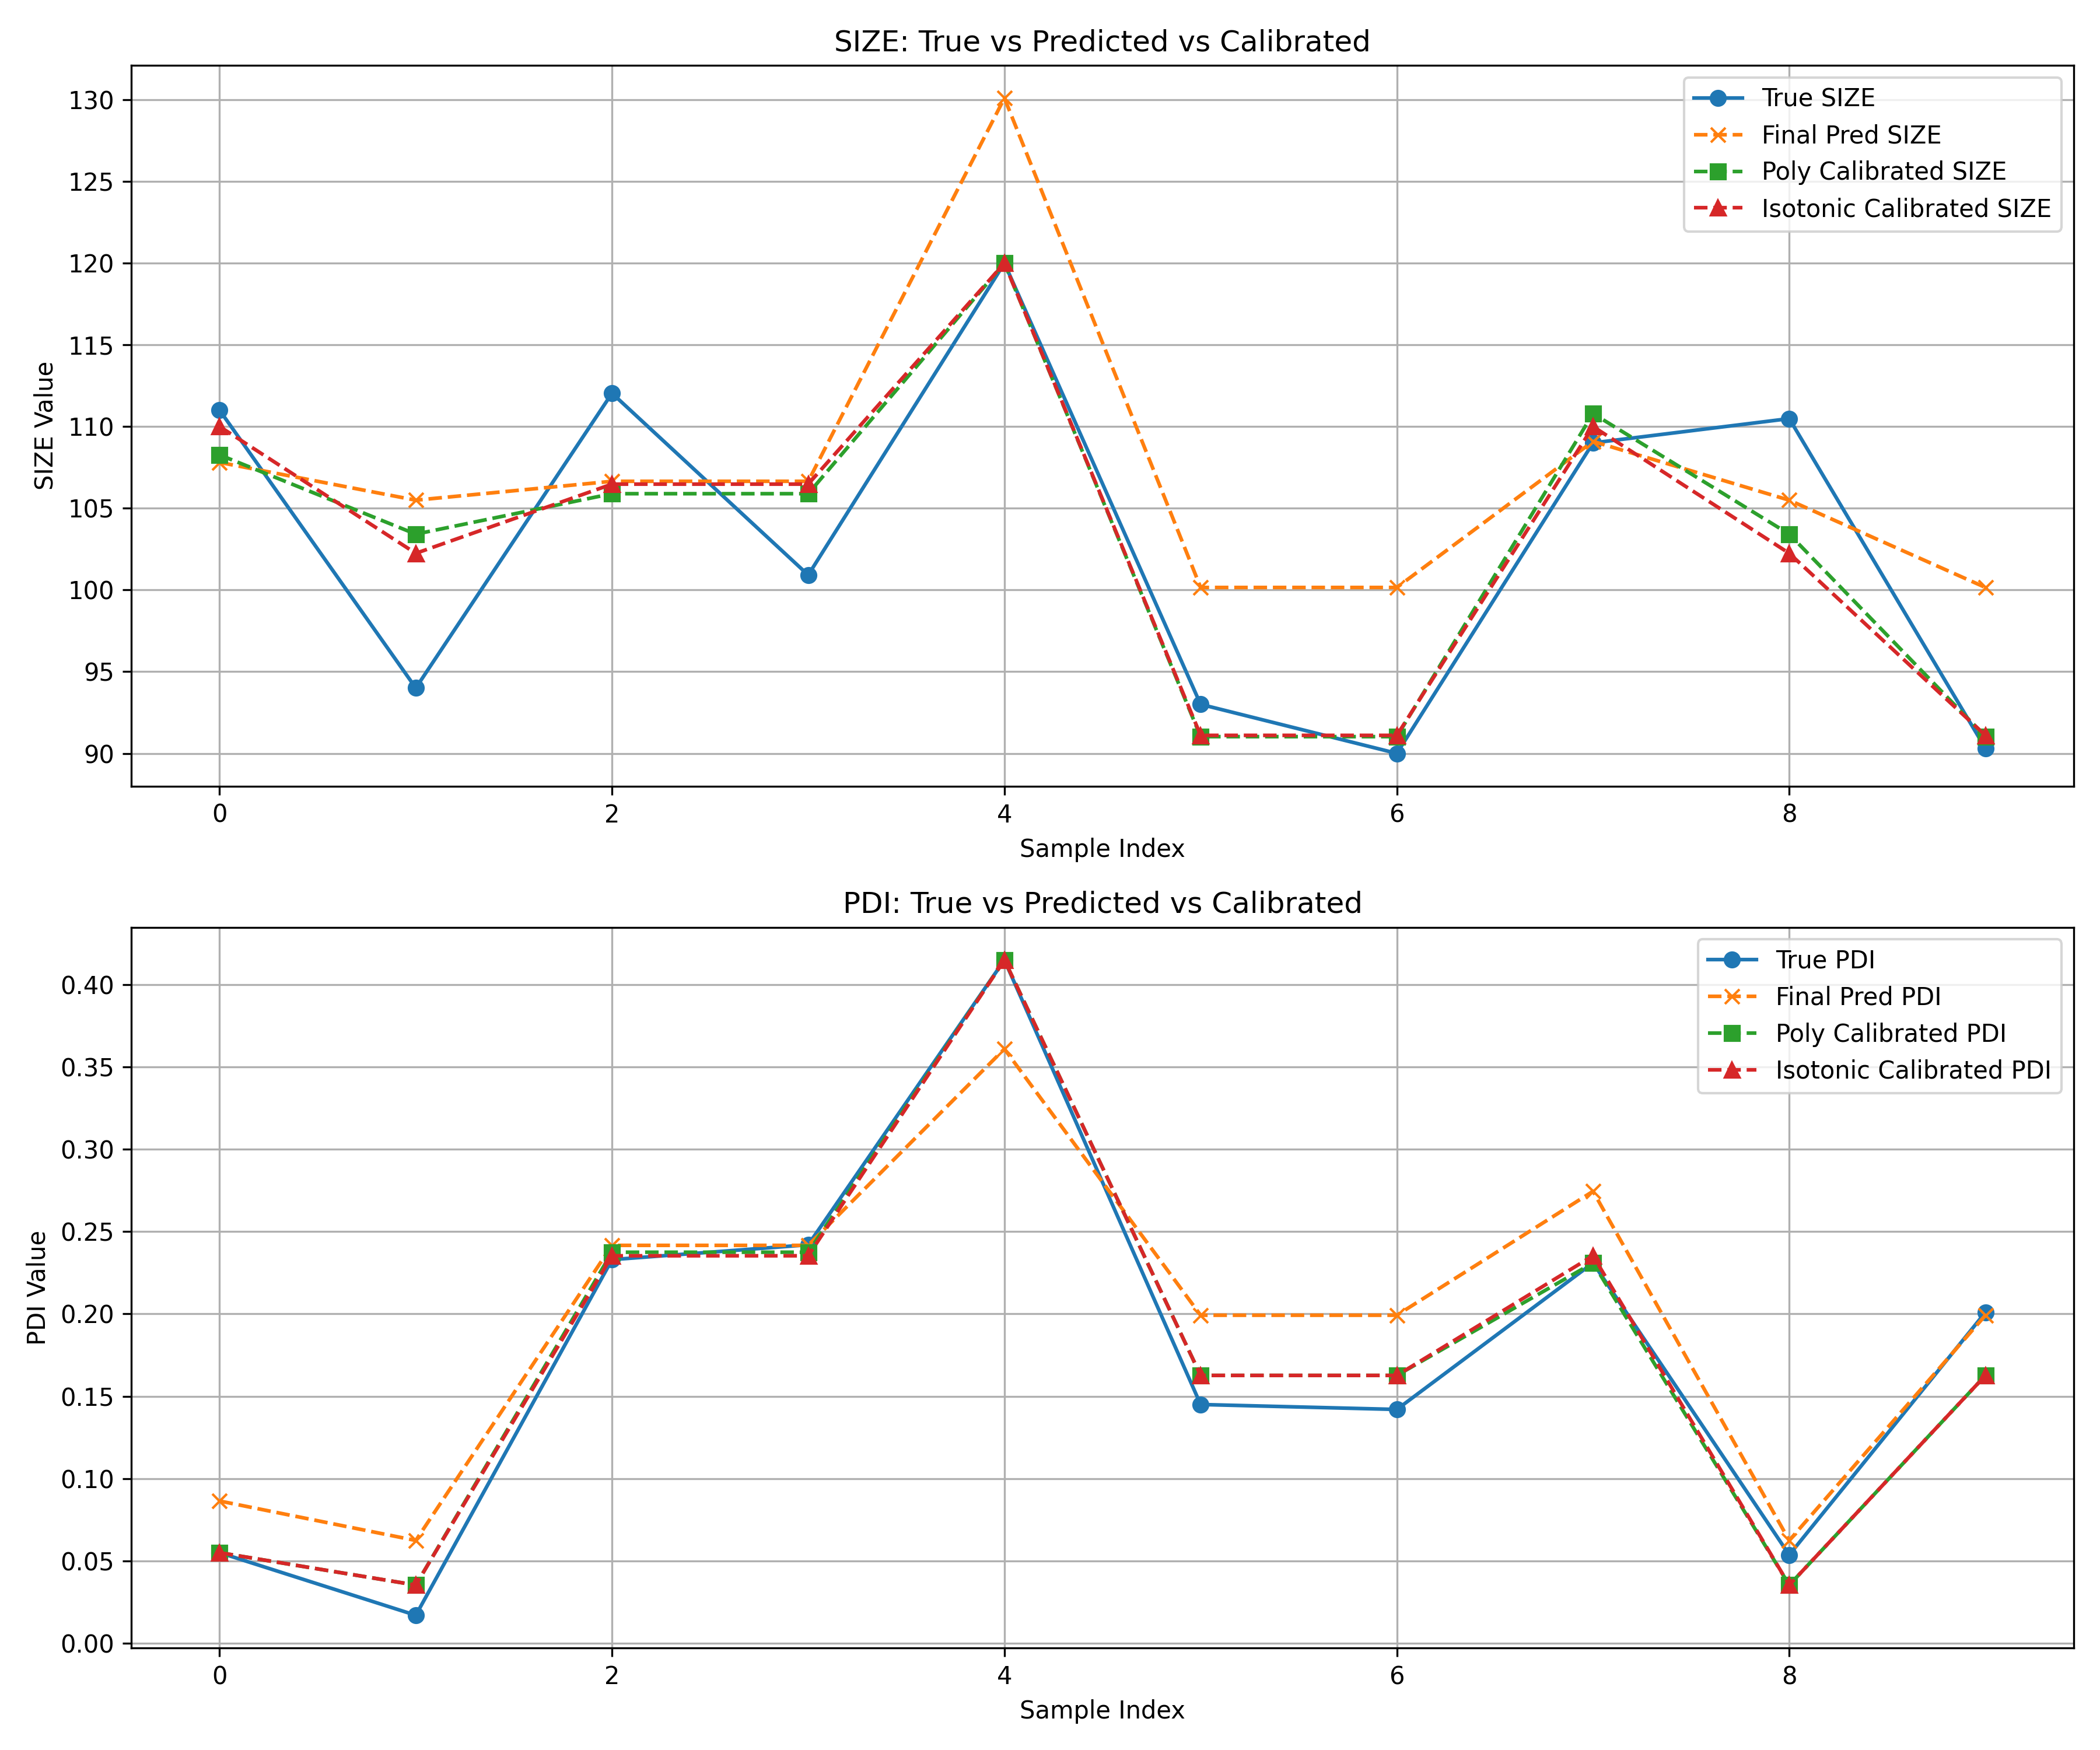 SIZE: True vs Predicted vs Calibrated
True SIZE
Final Pred SIZE
Poly Calibrated SIZE
Isotonic Calibrated SIZE
SIZE Value
130
125
120
115
110
105
100
95
90
0 2 4 6 8
Sample Index
PDI: True vs Predicted vs Calibrated
True PDI
Final Pred PDI
Poly Calibrated PDI
Isotonic Calibrated PDI
PDI Value
0.40
0.35
0.30
0.25
0.20
0.15
0.10
0.05
0.00
0 2 4 6 8
Sample Index